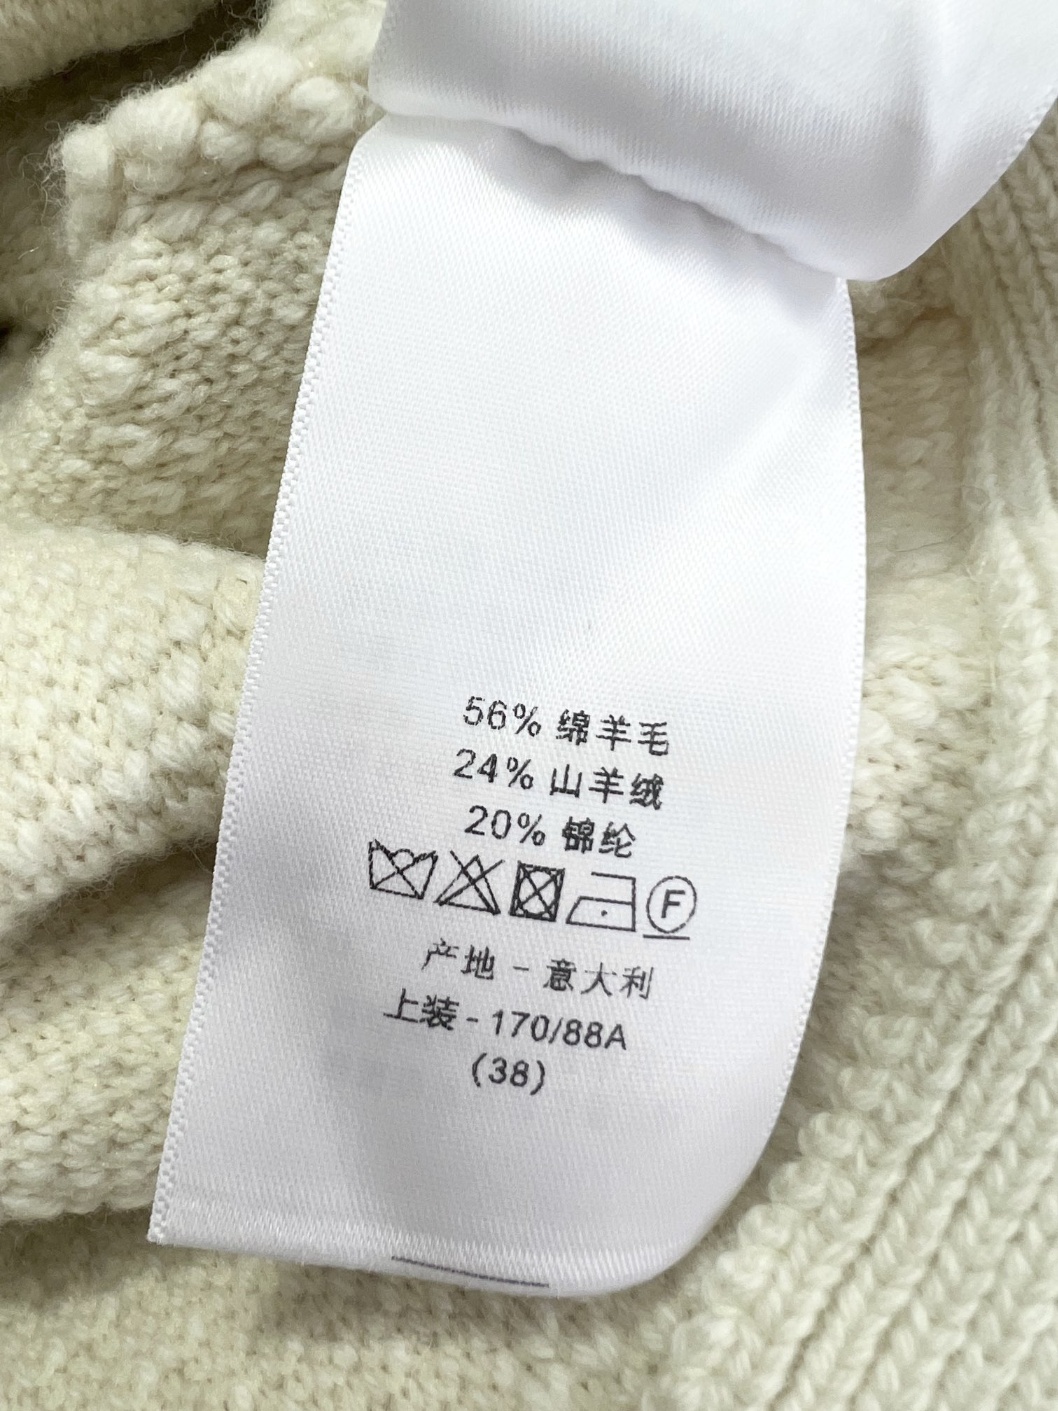 56% 绵羊毛
24% 山羊绒
20% 锦纶
F
产地 - 意大利
上装 - 170/88A
(38)